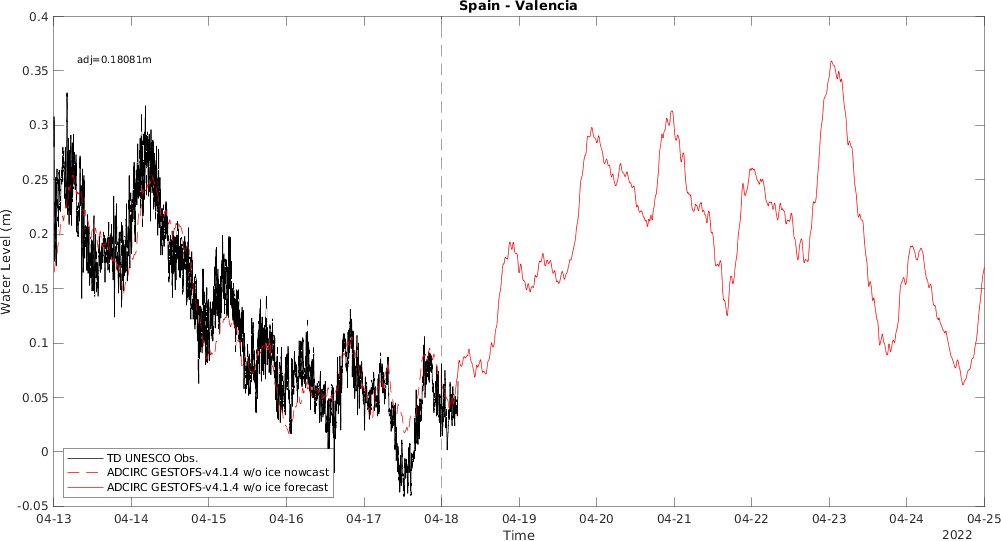 Spain - Valencia
0.4
0.35
0.3
0.25
0.2
0.15
0.1
0.05
0
-0.05
Water Level (m)
adj=0.18081m
TD UNESCO Obs.
ADCIRC GESTOFS-v4.1.4 w/o ice nowcast
ADCIRC GESTOFS-v4.1.4 w/o ice forecast
04-13 04-14 04-15 04-16 04-17 04-18 04-19 04-20 04-21 04-22 04-23 04-24 04-25
Time
2022